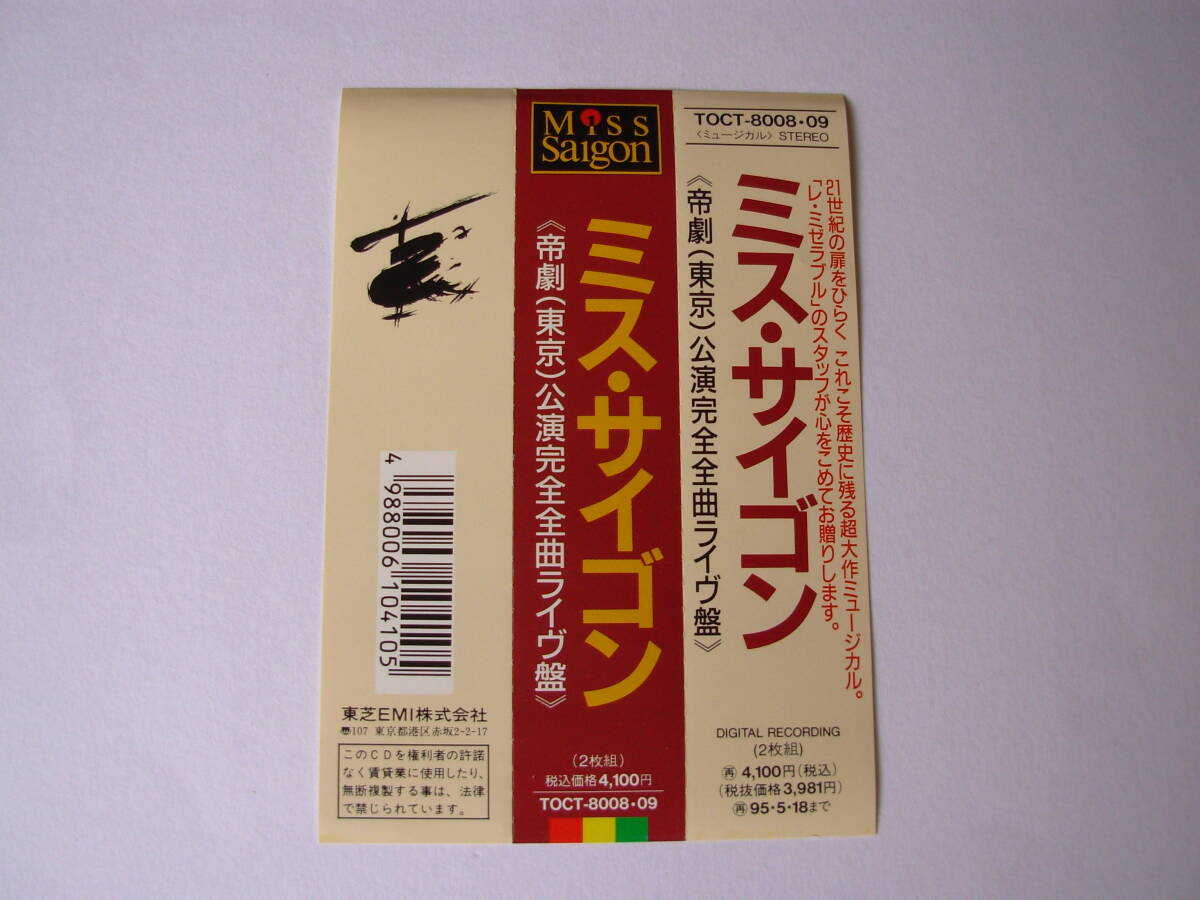 TOCT-8008・09
〈ミュージカル〉 STEREO
21世紀の扉をひらく これこそ歴史に残る超大作ミュージカル。
「レ・ミゼラブル」のスタッフが心をこめてお贈りします。
ミス・サイゴン
《帝劇(東京)公演完全全曲ライヴ盤》
DIGITAL RECORDING
(2枚組)
再 4,100円(税込)
(税抜価格3,981円)
再 95・5・18まで
Miss
Saigon
ミス・サイゴン
《帝劇(東京)公演完全全曲ライヴ盤》
(2枚組)
税込価格4,100円
TOCT-8008・09
4 988006 104105
東芝EMI株式会社
〠107 東京都港区赤坂2-2-17
このCDを権利者の許諾
なく賃貸業に使用したり、
無断複製する事は、法律
で禁じられています。